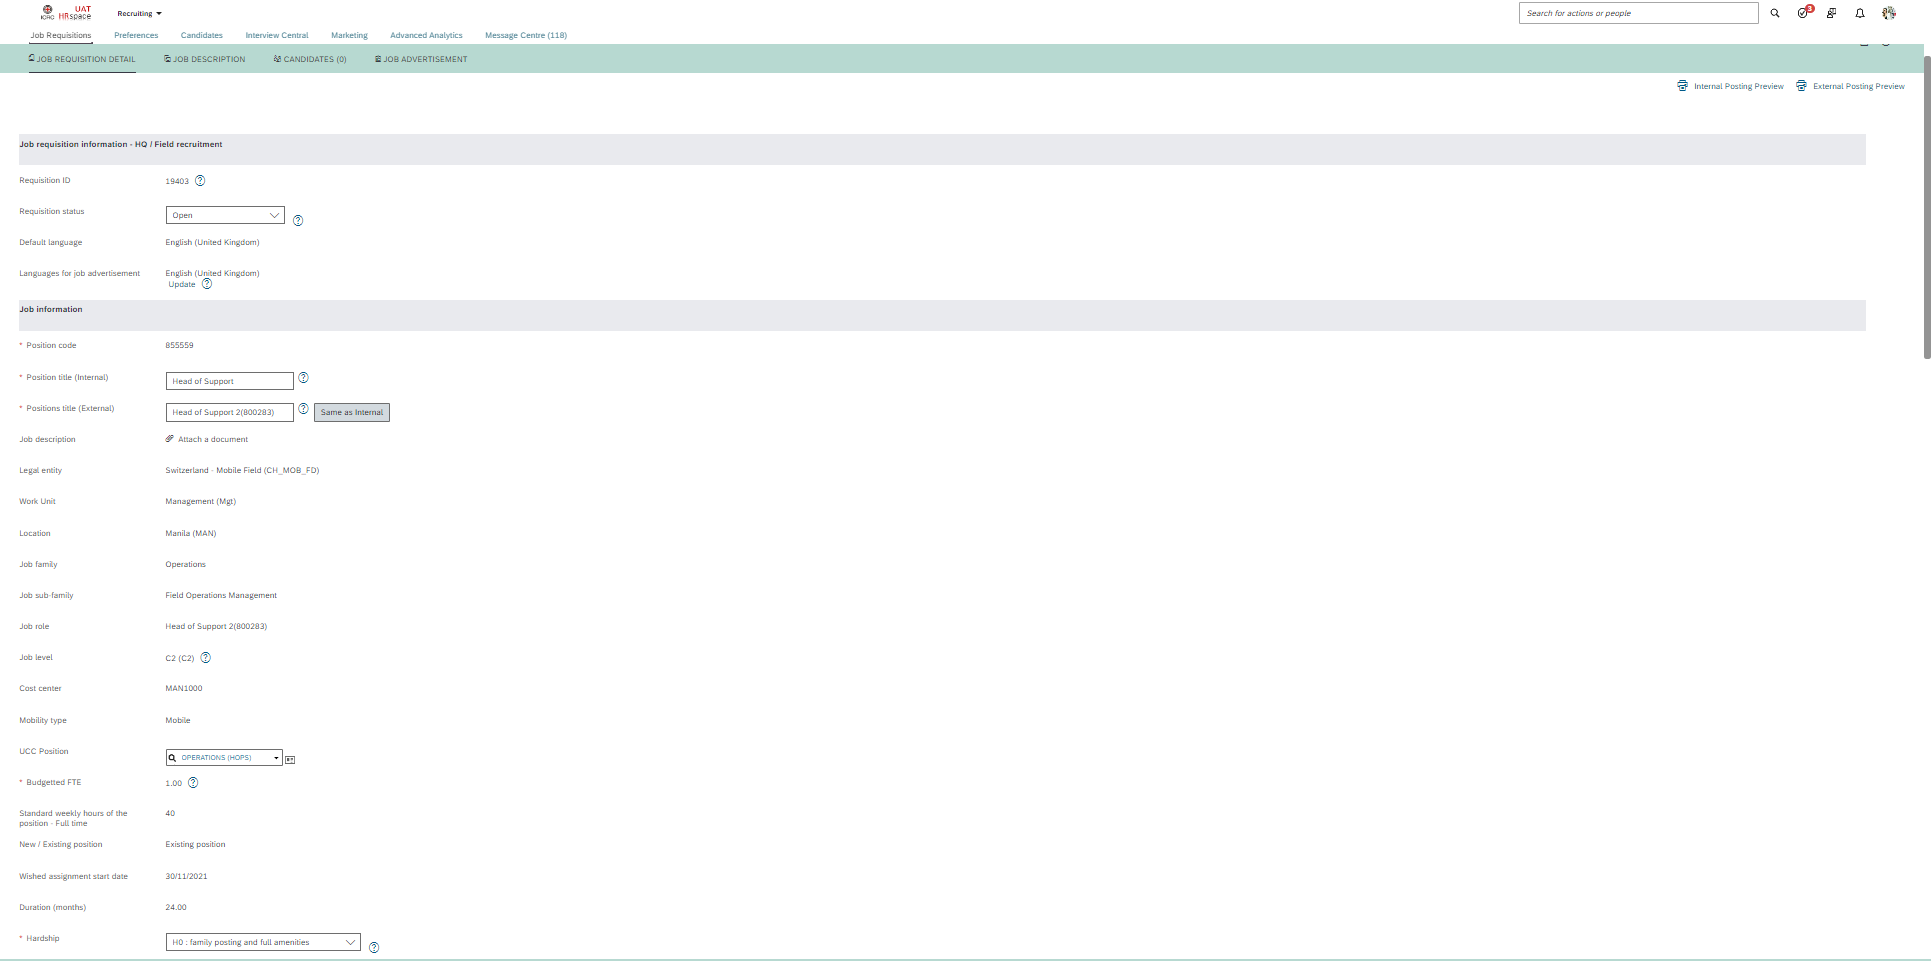 ICRC UAT HRspace Recruiting Search for actions or people 3
Job Requisitions Preferences Candidates Interview Central Marketing Advanced Analytics Message Centre (118)
JOB REQUISITION DETAIL JOB DESCRIPTION CANDIDATES (0) JOB ADVERTISEMENT
Internal Posting Preview External Posting Preview
Job requisition information - HQ / Field recruitment
Requisition ID 19403
Requisition status Open
Default language English (United Kingdom)
Languages for job advertisement English (United Kingdom)
Update
Job information
* Position code 855559
* Position title (Internal) Head of Support
* Positions title (External) Head of Support 2(800283) Same as Internal
Job description Attach a document
Legal entity Switzerland - Mobile Field (CH_MOB_FD)
Work Unit Management (Mgt)
Location Manila (MAN)
Job family Operations
Job sub-family Field Operations Management
Job role Head of Support 2(800283)
Job level C2 (C2)
Cost center MAN1000
Mobility type Mobile
UCC Position OPERATIONS (HOPS)
* Budgetted FTE 1.00
Standard weekly hours of the 40
position - Full time
New / Existing position Existing position
Wished assignment start date 30/11/2021
Duration (months) 24.00
* Hardship H0 : family posting and full amenities